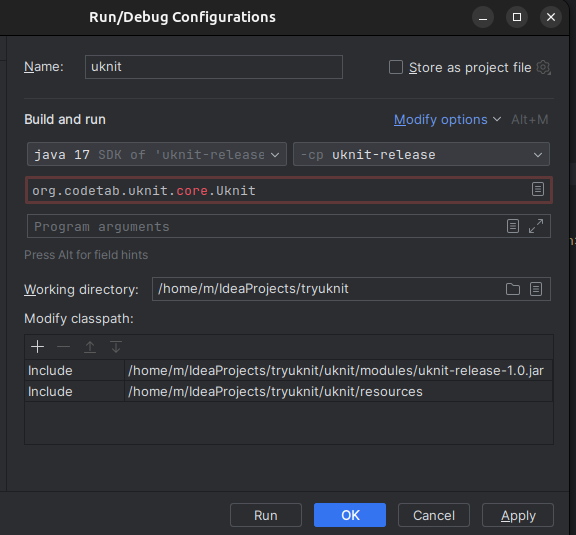 Run/Debug Configurations
Name: uknit Store as project file
Build and run Modify options Alt+M
java 17 SDK of 'uknit-release -cp uknit-release
org.codetab.uknit.core.Uknit
Program arguments
Press Alt for field hints
Working directory: /home/m/IdeaProjects/tryuknit
Modify classpath:
Include /home/m/IdeaProjects/tryuknit/uknit/modules/uknit-release-1.0.jar
Include /home/m/IdeaProjects/tryuknit/uknit/resources
Run OK Cancel Apply